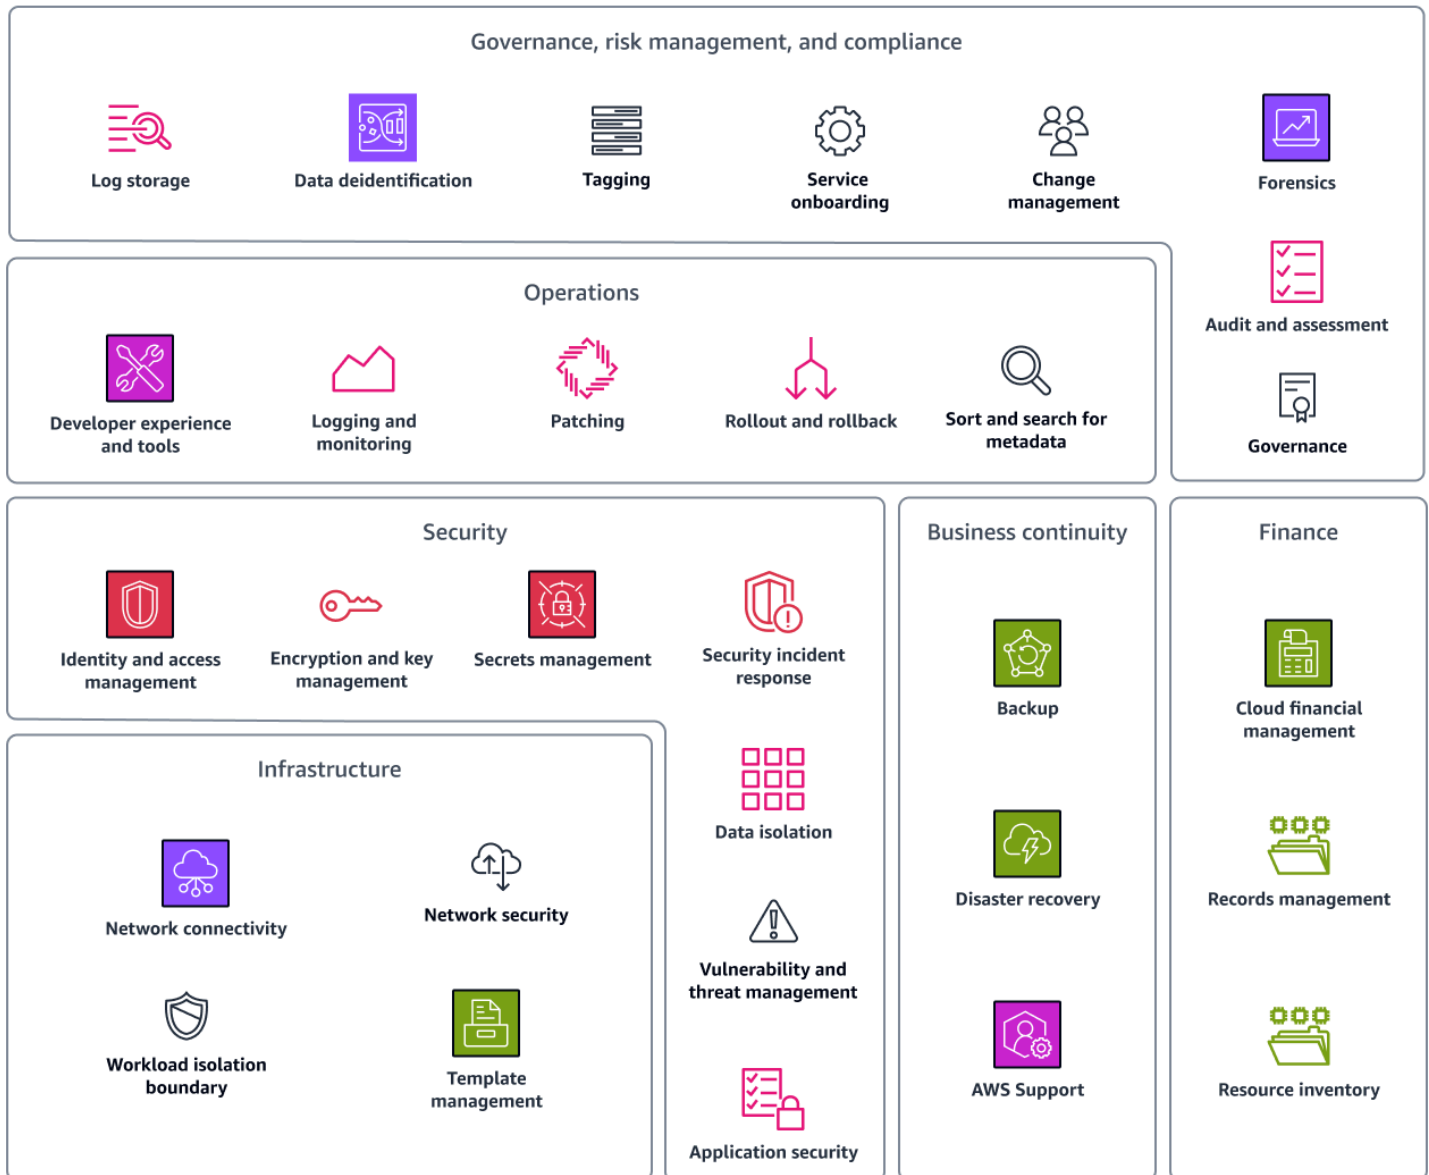 Governance, risk management, and compliance
Log storage
Data deidentification
Tagging
Service
onboarding
Change
management
Forensics
Audit and assessment
Governance
Operations
Developer experience
and tools
Logging and
monitoring
Patching
Rollout and rollback
Sort and search for
metadata
Security
Identity and access
management
Encryption and key
management
Secrets management
Security incident
response
Data isolation
Vulnerability and
threat management
Application security
Infrastructure
Network connectivity
Network security
Workload isolation
boundary
Template
management
Business continuity
Backup
Disaster recovery
AWS Support
Finance
Cloud financial
management
Records management
Resource inventory